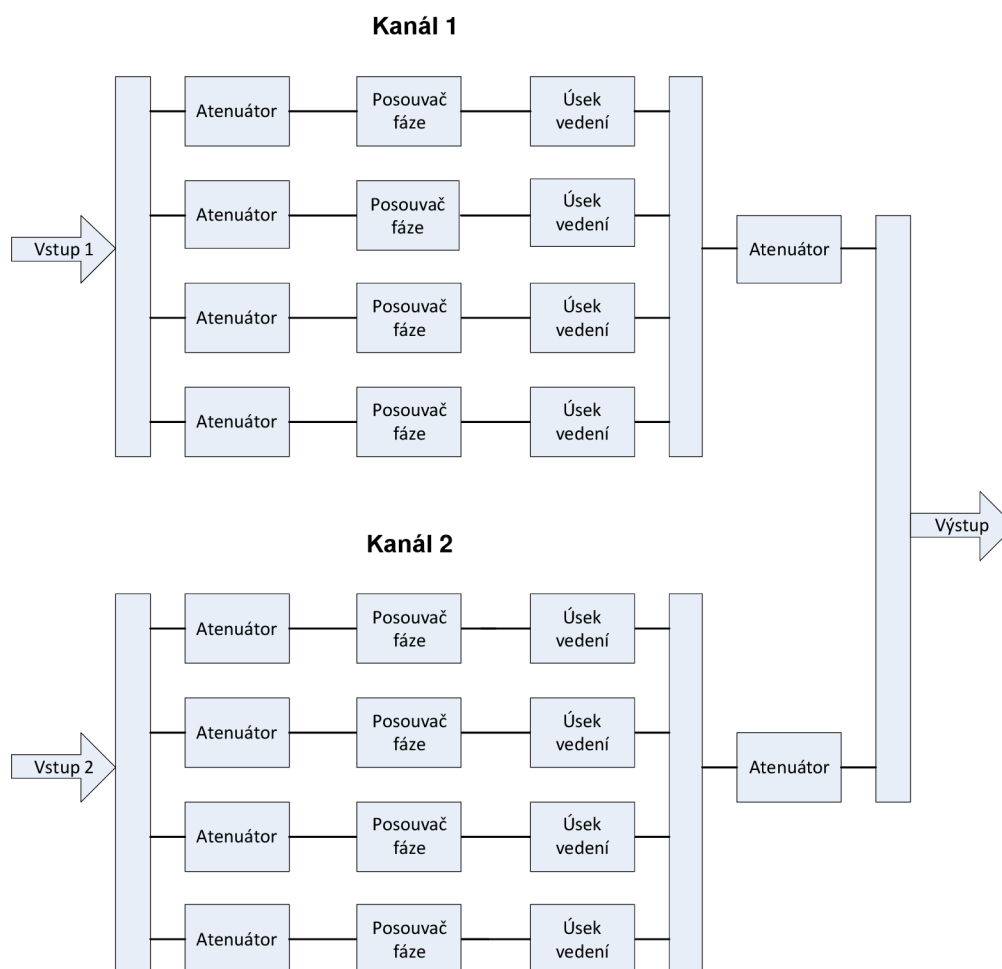 Kanál 1
Atenuátor
Posouvač
fáze
Úsek
vedení
Atenuátor
Posouvač
fáze
Úsek
vedení
Vstup 1
Atenuátor
Atenuátor
Posouvač
fáze
Úsek
vedení
Atenuátor
Posouvač
fáze
Úsek
vedení
Výstup
Kanál 2
Atenuátor
Posouvač
fáze
Úsek
vedení
Atenuátor
Posouvač
fáze
Úsek
vedení
Vstup 2
Atenuátor
Atenuátor
Posouvač
fáze
Úsek
vedení
Atenuátor
Posouvač
fáze
Úsek
vedení